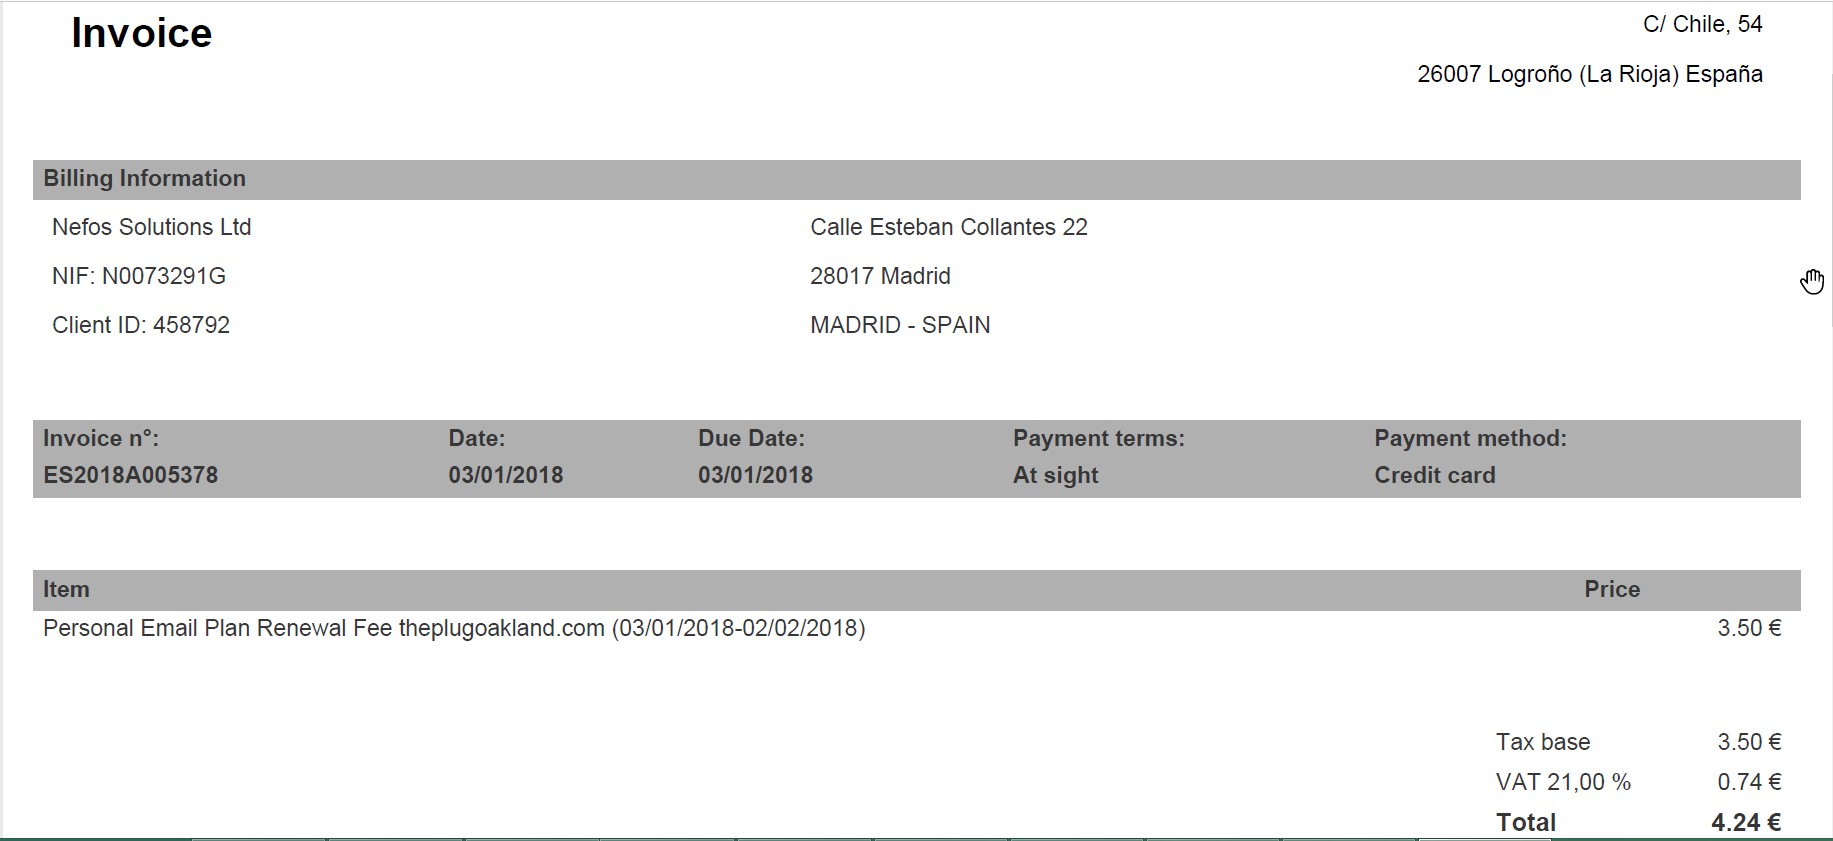 Invoice
C/ Chile, 54
26007 Logroño (La Rioja) España
Billing Information
Nefos Solutions Ltd Calle Esteban Collantes 22
NIF: N0073291G 28017 Madrid
Client ID: 458792 MADRID - SPAIN
Invoice n°: Date: Due Date: Payment terms: Payment method:
ES2018A005378 03/01/2018 03/01/2018 At sight Credit card
Item Price
Personal Email Plan Renewal Fee theplugoakland.com (03/01/2018-02/02/2018) 3.50 €
Tax base 3.50 €
VAT 21,00 % 0.74 €
Total 4.24 €